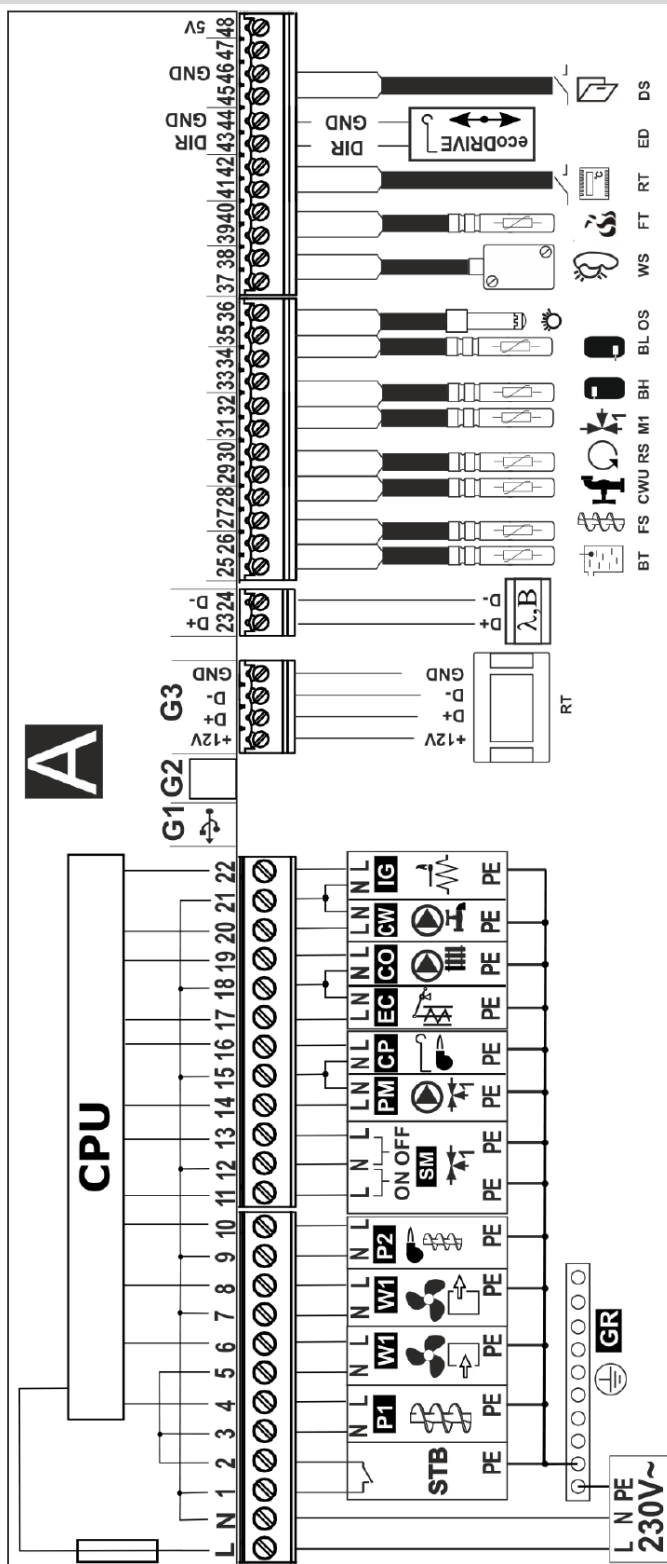 CPU
A
G1 G2 G3
+12V D+ D- GND D+ D- DIR GND GND 5V
L N 1 2 3 4 5 6 7 8 9 10 11 12 13 14 15 16 17 18 19 20 21 22 23 24 25 26 27 28 29 30 31 32 33 34 35 36 37 38 39 40 41 42 43 44 45 46 47 48
N L N L N L N L L N L L N N L L N N L L N N L
ON OFF
STB P1 W1 W1 P2 SM PM CP EC CO CW IG
1 1
PE PE PE PE PE PE PE PE PE PE PE PE PE
+12V D+ D- GND
RT
D+ D-
λ,B
DIR GND
ecoDRIVE
°C
1
BT FS CWU RS M1 BH BL OS WS FT RT ED DS
GR
L N PE
230V~